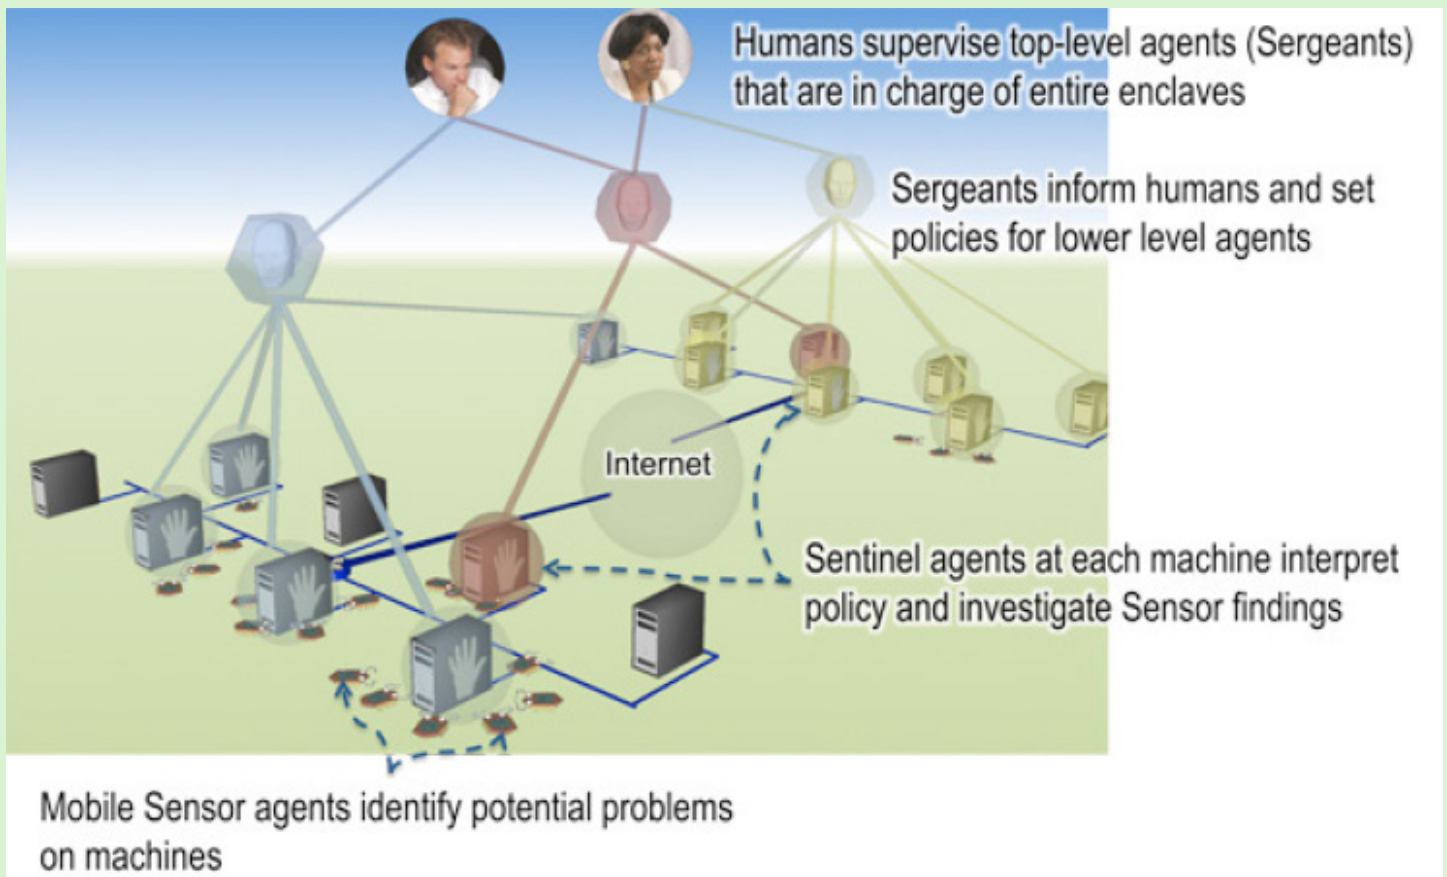 Humans supervise top-level agents (Sergeants)
that are in charge of entire enclaves
Sergeants inform humans and set
policies for lower level agents
Internet
Sentinel agents at each machine interpret
policy and investigate Sensor findings
Mobile Sensor agents identify potential problems
on machines